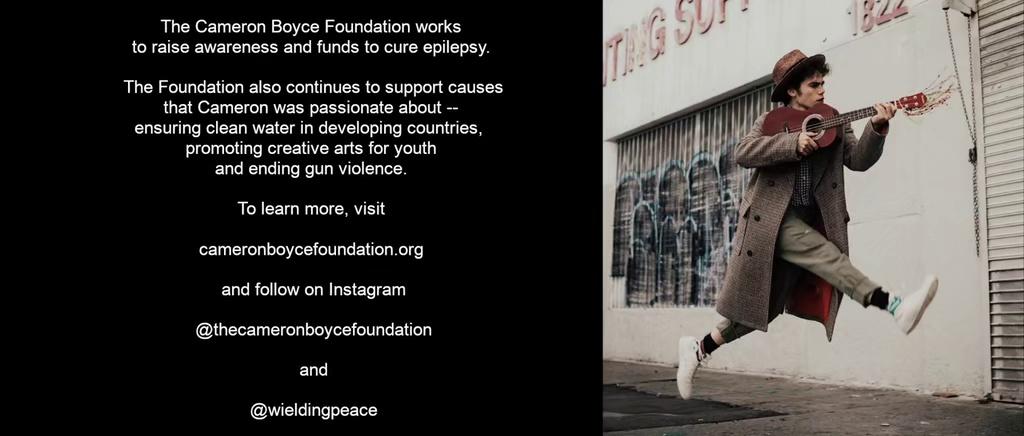 The Cameron Boyce Foundation works
to raise awareness and funds to cure epilepsy.
The Foundation also continues to support causes
that Cameron was passionate about --
ensuring clean water in developing countries,
promoting creative arts for youth
and ending gun violence.
To learn more, visit
cameronboycefoundation.org
and follow on Instagram
@thecameronboycefoundation
and
@wieldingpeace
1822